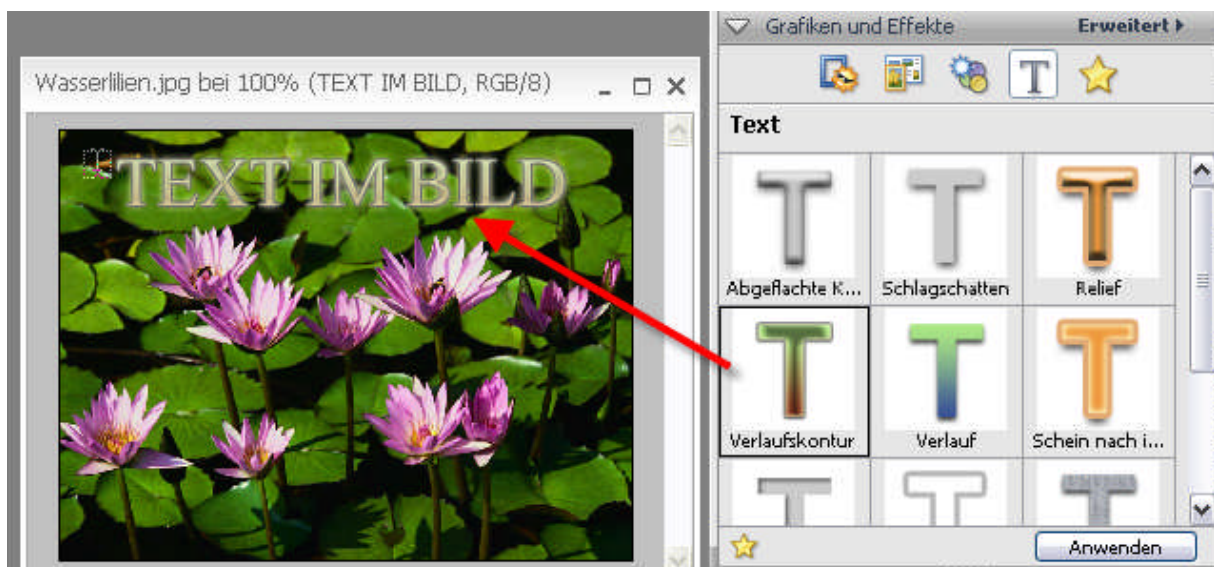 Grafiken und Effekte Erweitert
Wasserlilien.jpg bei 100% (TEXT IM BILD, RGB/8)
TEXT IM BILD
Text
Abgeflachte K... Schlagschatten Relief
Verlaufskontur Verlauf Schein nach i...
Anwenden